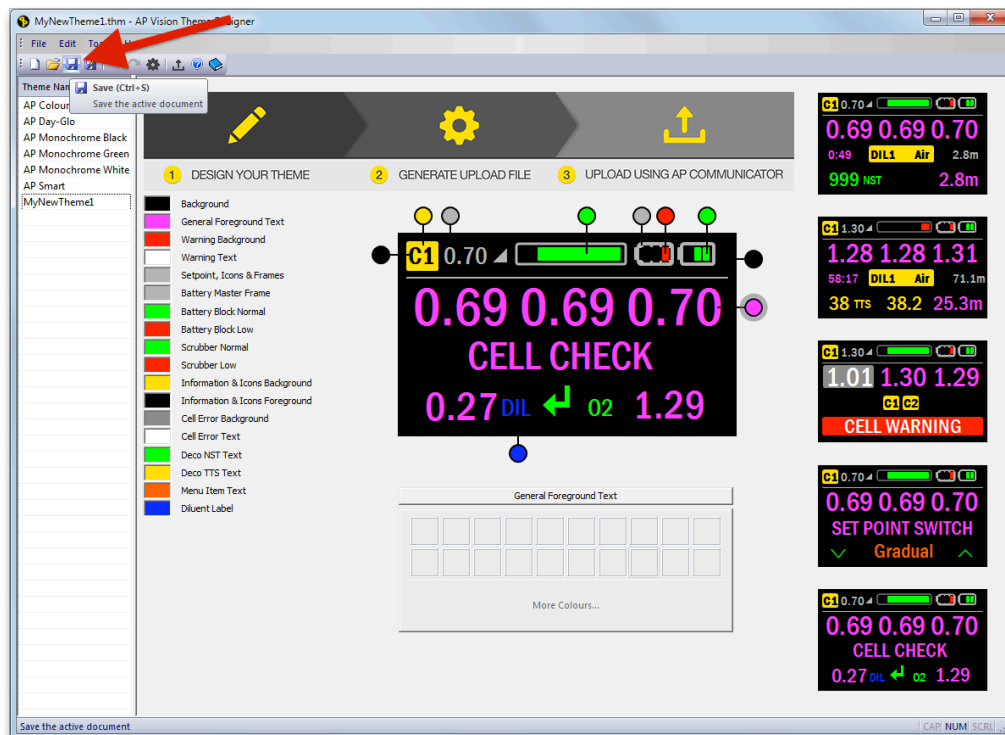 MyNewTheme1.thm - AP Vision Theme Designer
File Edit
Theme
Save (Ctrl+S)
Save the active document
AP Day-Glo
AP Monochrome Black
AP Monochrome Green
AP Monochrome White
AP Smart
MyNewTheme1
1 DESIGN YOUR THEME
2 GENERATE UPLOAD FILE
3 UPLOAD USING AP COMMUNICATOR
Background
General Foreground Text
Warning Background
Warning Text
Setpoint, Icons & Frames
Battery Master Frame
Battery Block Normal
Battery Block Low
Scrubber Normal
Scrubber Low
Information & Icons Background
Information & Icons Foreground
Cell Error Background
Cell Error Text
Deco NST Text
Deco TTS Text
Menu Item Text
Diluent Label
C1 0.70
0.69 0.69 0.70
CELL CHECK
0.27 DIL O2 1.29
General Foreground Text
More Colours...
C1 0.70
0.69 0.69 0.70
0:49 DIL1 Air 2.8m
999 NST 2.8m
C1 1.30
1.28 1.28 1.31
58:17 DIL1 Air 71.1m
38 TTS 38.2 25.3m
C1 1.30
1.01 1.30 1.29
C1 C2
CELL WARNING
C1 0.70
0.69 0.69 0.70
SET POINT SWITCH
Gradual
C1 0.70
0.69 0.69 0.70
CELL CHECK
0.27 DIL O2 1.29
Save the active document
CAP NUM SCRL